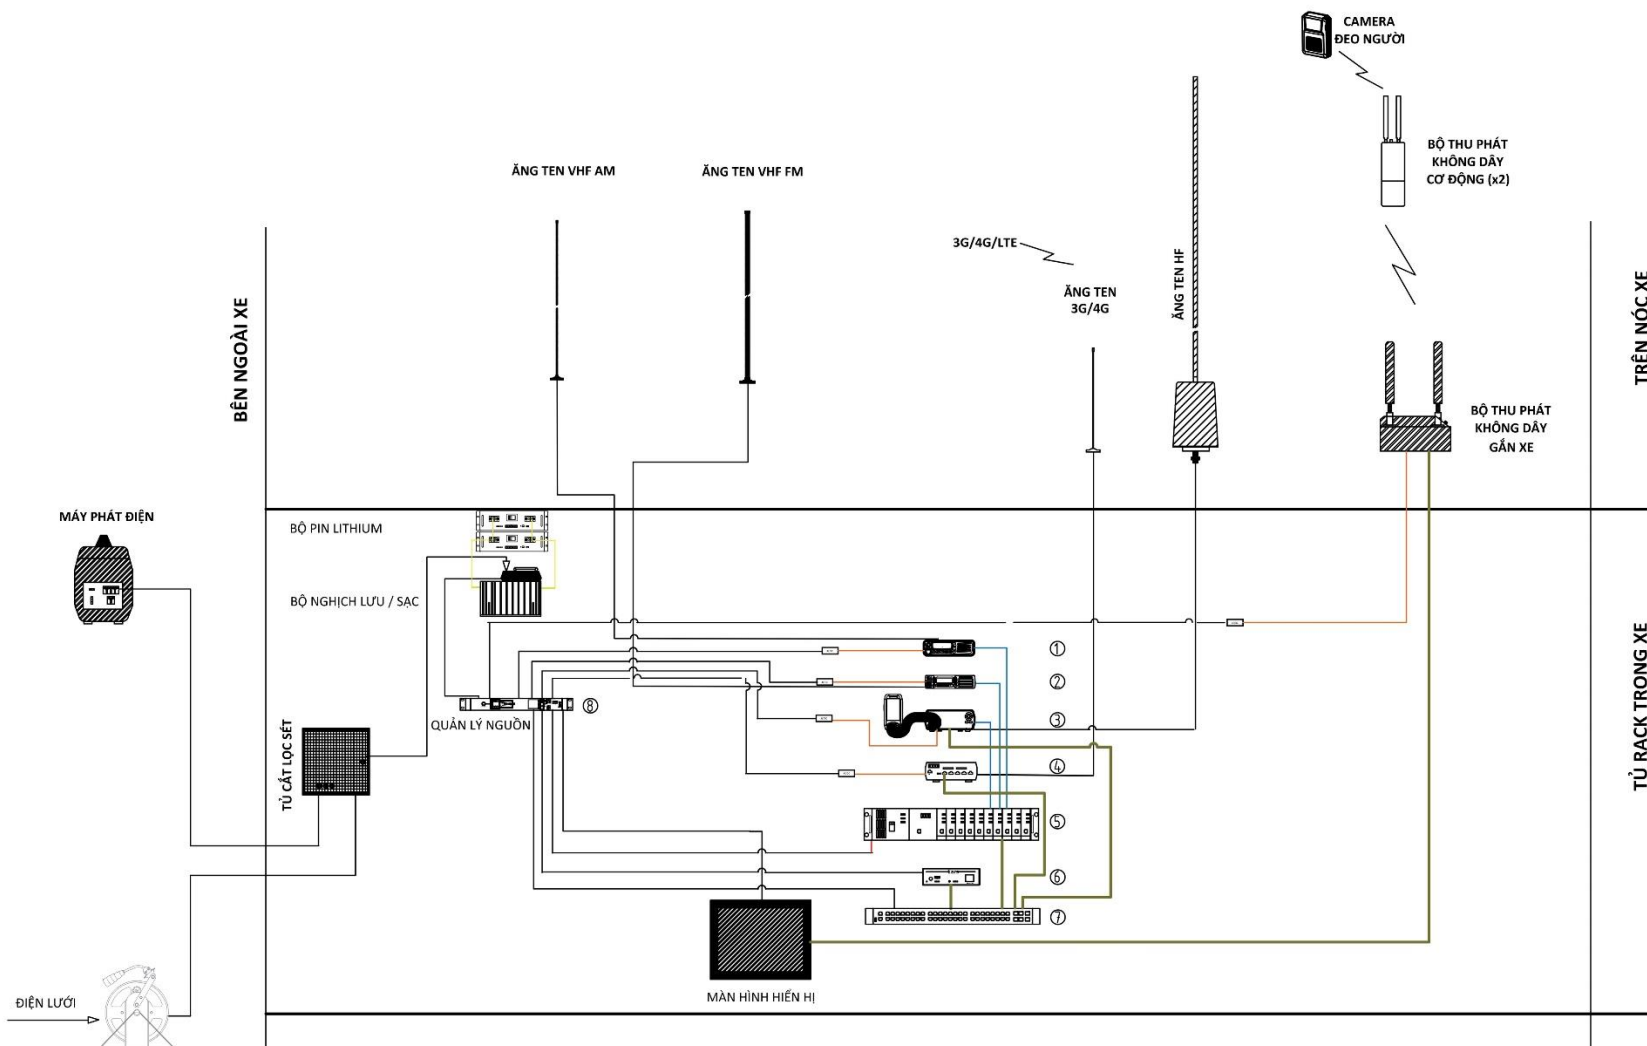 CAMERA
ĐEO NGƯỜI
BỘ THU PHÁT
KHÔNG DÂY
CƠ ĐỘNG (x2)
ĂNG TEN VHF AM
ĂNG TEN VHF FM
3G/4G/LTE
ĂNG TEN
3G/4G
ĂNG TEN HF
BÊN NGOÀI XE
TRÊN NÓC XE
BỘ THU PHÁT
KHÔNG DÂY
GẮN XE
MÁY PHÁT ĐIỆN
BỘ PIN LITHIUM
BỘ NGHỊCH LƯU / SẠC
①
②
③
④
⑤
⑥
⑦
⑧
QUẢN LÝ NGUỒN
TỦ CẮT LỌC SÉT
TỦ RACK TRONG XE
MÀN HÌNH HIỂN HỊ
ĐIỆN LƯỚI